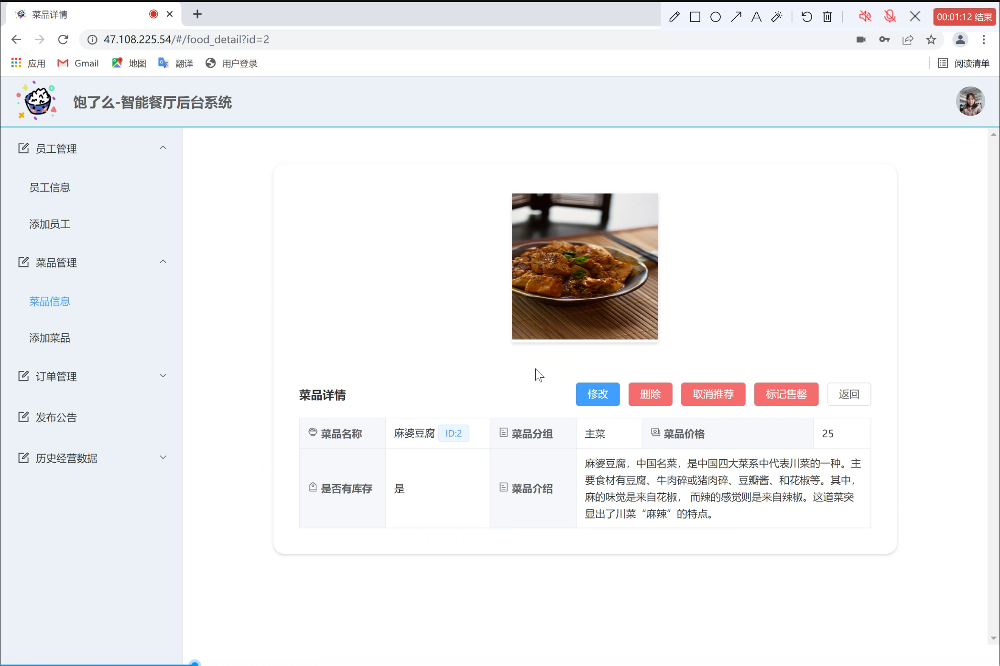 菜品详情
00:01:12 结束
47.108.225.54/#/food_detail?id=2
应用
Gmail
地图
翻译
用户登录
阅读清单
饱了么-智能餐厅后台系统
员工管理
员工信息
添加员工
菜品管理
菜品信息
添加菜品
订单管理
发布公告
历史经营数据
菜品详情
修改
删除
取消推荐
标记售罄
返回
菜品名称
麻婆豆腐 ID:2
菜品分组
主菜
菜品价格
25
是否有库存
是
菜品介绍
麻婆豆腐，中国名菜，是中国四大菜系中代表川菜的一种。主
要食材有豆腐、牛肉碎或猪肉碎、豆瓣酱、和花椒等。其中，
麻的味觉是来自花椒， 而辣的感觉则是来自辣椒。这道菜突
显出了川菜“麻辣”的特点。